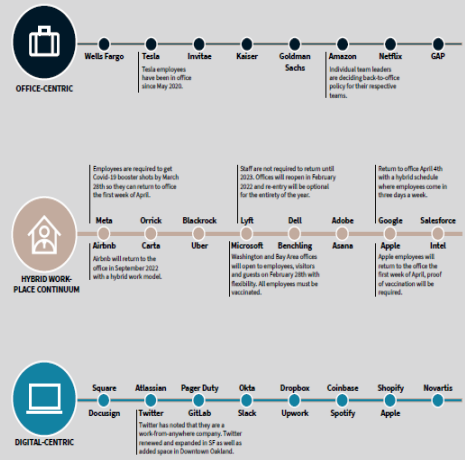 Wells Fargo Tesla Invitae Kaiser Goldman Sachs Amazon Netflix GAP
Tesla employees
have been in office
since May 2020.
Individual team leaders
are deciding back-to-office
policy for their respective
teams.
OFFICE-CENTRIC
Employees are required to get
Covid-19 booster shots by March
28th so they can return to office
the first week of April.
Staff are not required to return until
2023. Offices will reopen in February
2022 and re-entry will be optional
for the entirety of the year.
Return to office April 4th
with a hybrid schedule
where employees come in
three days a week.
Meta Orrick Blackrock Lyft Dell Adobe Google Salesforce
Airbnb Carta Uber Microsoft Benchling Asana Apple Intel
Airbnb will return to the
office in September 2022
with a hybrid work model.
Washington and Bay Area offices
will open to employees, visitors
and guests on February 28th with
flexibility. All employees must be
vaccinated.
Apple employees will
return to the office the
first week of April, proof
of vaccination will be
required.
HYBRID WORK-
PLACE CONTINUUM
Square Atlassian Pager Duty Okta Dropbox Coinbase Shopify Novartis
Docusign Twitter GitLab Slack Upwork Spotify Apple
Twitter has noted that they are a
work-from-anywhere company. Twitter
renewed and expanded in SF as well as
added space in Downtown Oakland.
DIGITAL-CENTRIC